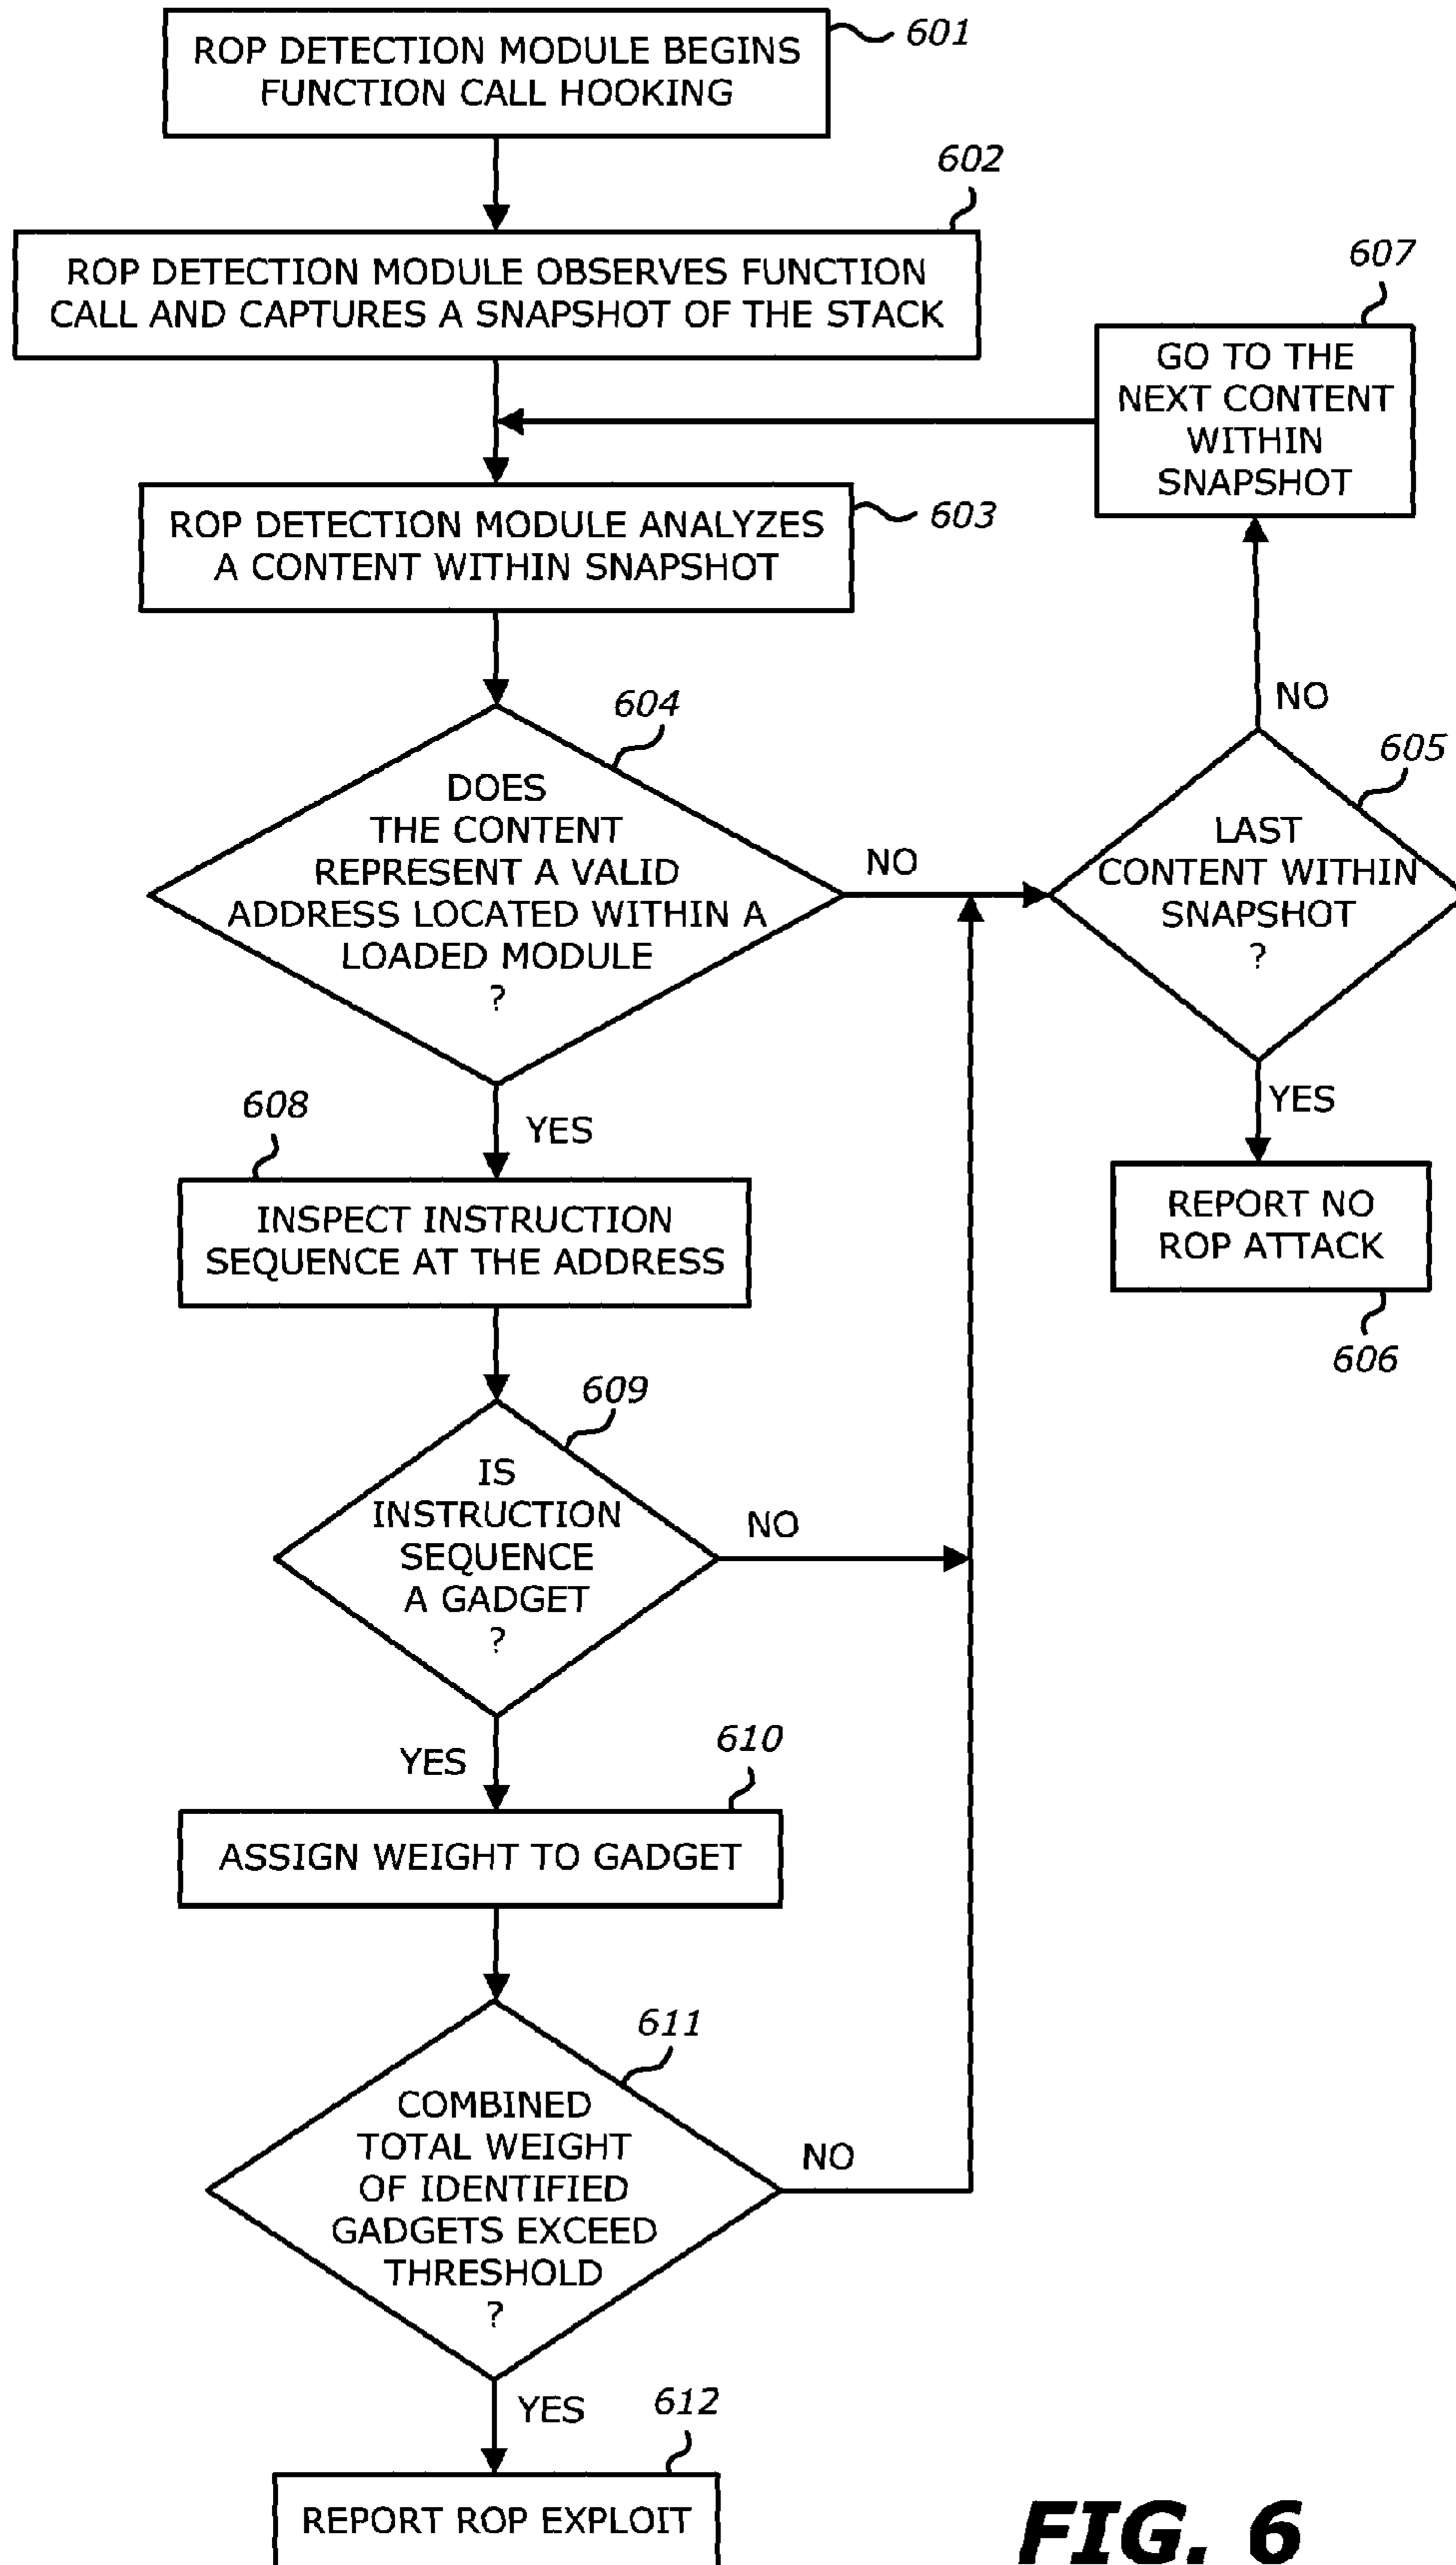 ROP DETECTION MODULE BEGINS
FUNCTION CALL HOOKING
601
602
ROP DETECTION MODULE OBSERVES FUNCTION
CALL AND CAPTURES A SNAPSHOT OF THE STACK
607
GO TO THE
NEXT CONTENT
WITHIN
SNAPSHOT
ROP DETECTION MODULE ANALYZES
A CONTENT WITHIN SNAPSHOT
603
604
DOES
THE CONTENT
REPRESENT A VALID
ADDRESS LOCATED WITHIN A
LOADED MODULE
?
NO
NO
605
LAST
CONTENT WITHIN
SNAPSHOT
?
YES
REPORT NO
ROP ATTACK
606
YES
608
INSPECT INSTRUCTION
SEQUENCE AT THE ADDRESS
609
IS
INSTRUCTION
SEQUENCE
A GADGET
?
NO
YES
610
ASSIGN WEIGHT TO GADGET
611
COMBINED
TOTAL WEIGHT
OF IDENTIFIED
GADGETS EXCEED
THRESHOLD
?
NO
YES
612
REPORT ROP EXPLOIT
FIG. 6